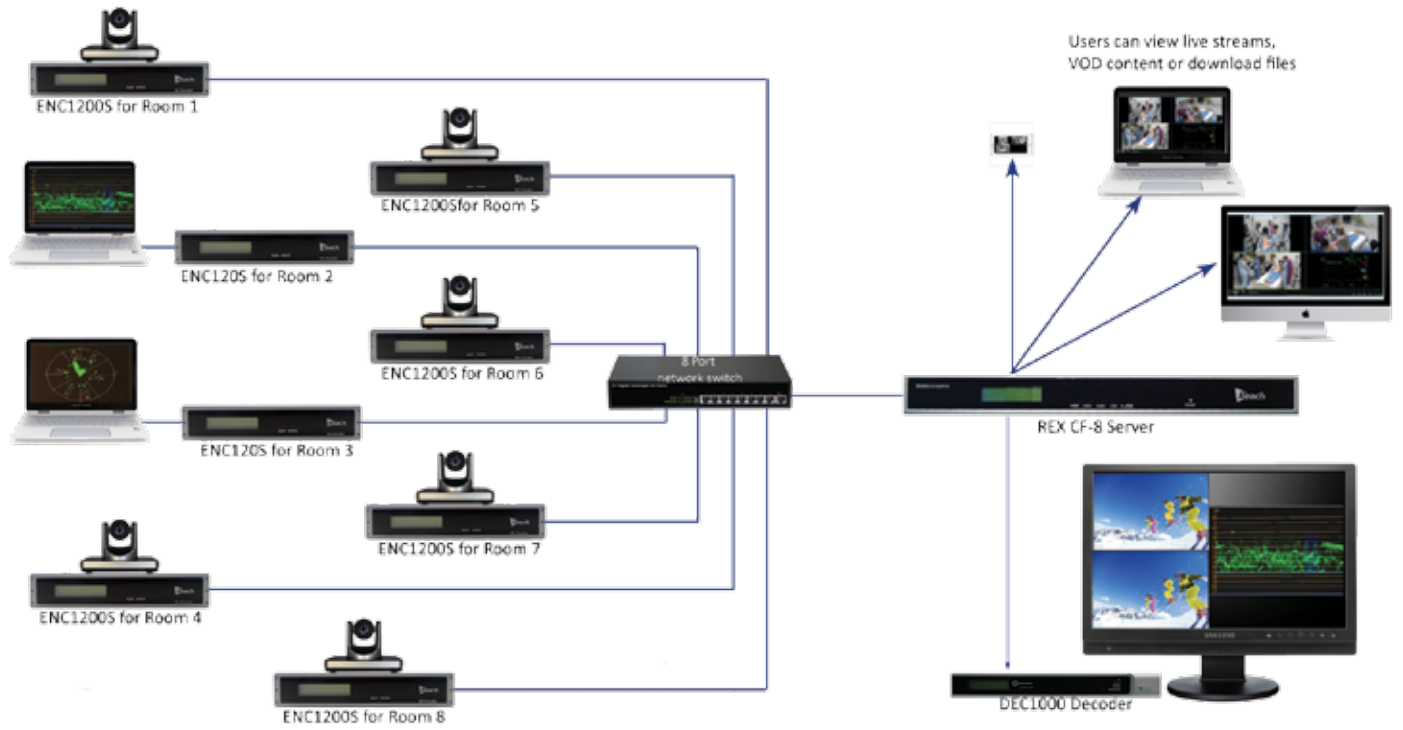 Users can view live streams,
VOD content or download files
ENC1200S for Room 1
ENC1200Sfor Room 5
ENC120S for Room 2
ENC1200S for Room 6
8 Port
network switch
ENC120S for Room 3
REX CF-8 Server
ENC1200S for Room 7
ENC1200S for Room 4
SAMSUNG
ENC1200S for Room 8
DEC1000 Decoder